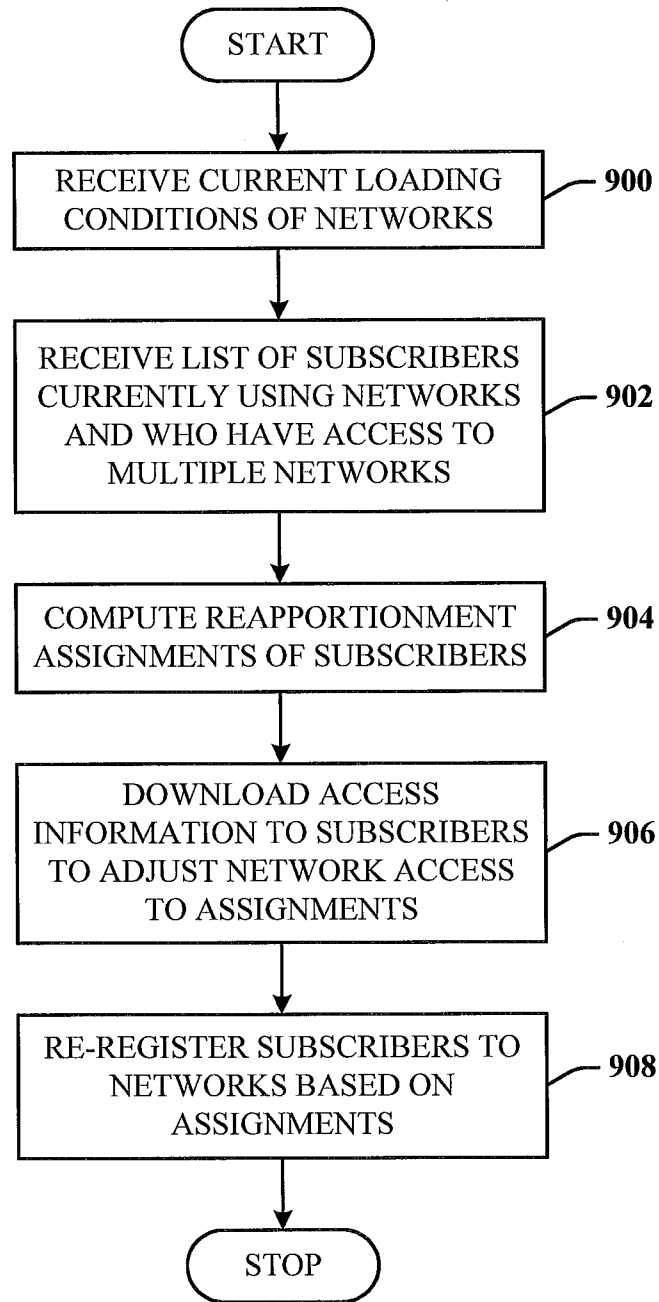 START
RECEIVE CURRENT LOADING
CONDITIONS OF NETWORKS
900
RECEIVE LIST OF SUBSCRIBERS
CURRENTLY USING NETWORKS
AND WHO HAVE ACCESS TO
MULTIPLE NETWORKS
902
COMPUTE REAPPORTIONMENT
ASSIGNMENTS OF SUBSCRIBERS
904
DOWNLOAD ACCESS
INFORMATION TO SUBSCRIBERS
TO ADJUST NETWORK ACCESS
TO ASSIGNMENTS
906
RE-REGISTER SUBSCRIBERS TO
NETWORKS BASED ON
ASSIGNMENTS
908
STOP